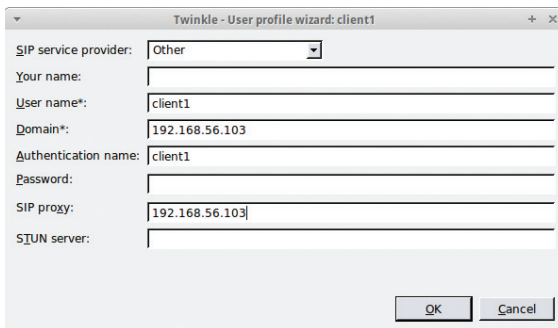 Twinkle - User profile wizard: client1
SIP service provider: Other
Your name:
User name*: client1
Domain*: 192.168.56.103
Authentication name: client1
Password:
SIP proxy: 192.168.56.103
STUN server:
OK Cancel